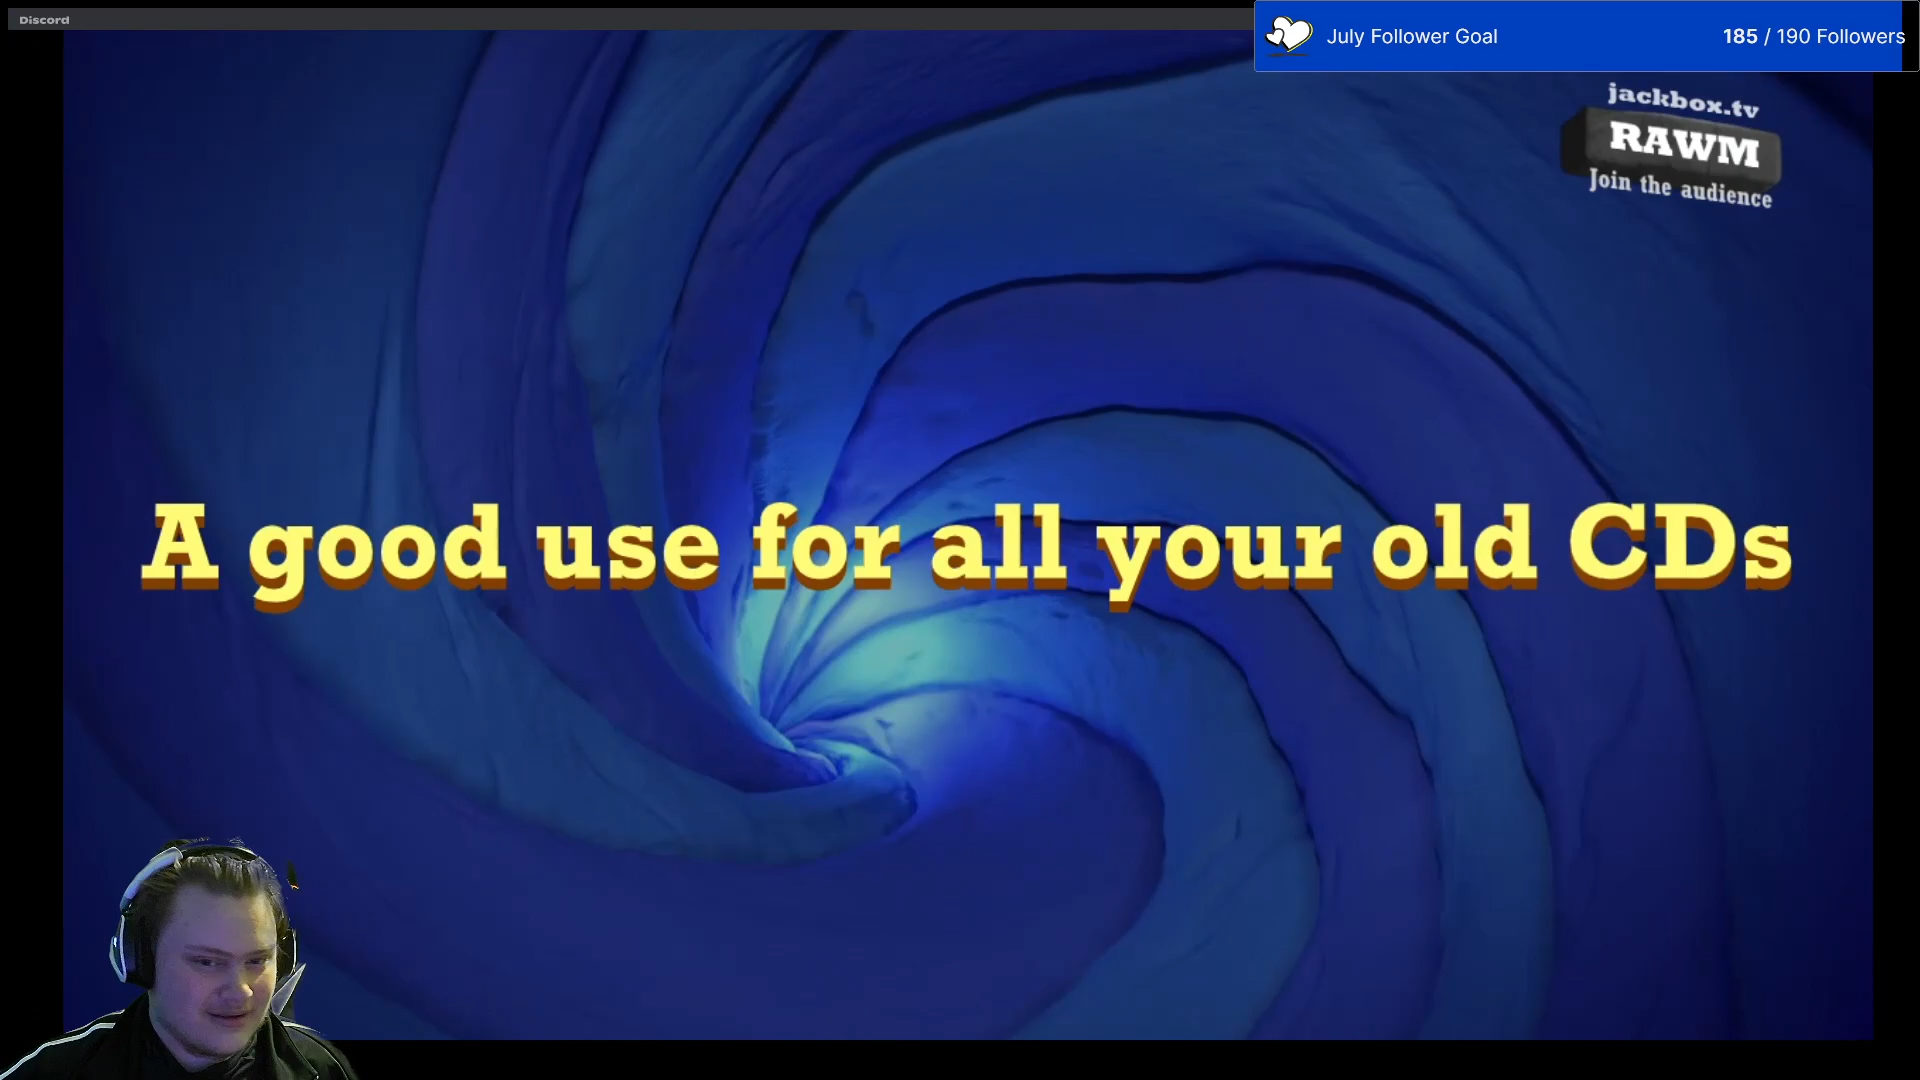 Discord
July Follower Goal
185 / 190 Followers
jackbox.tv
RAWM
Join the audience
A good use for all your old CDs